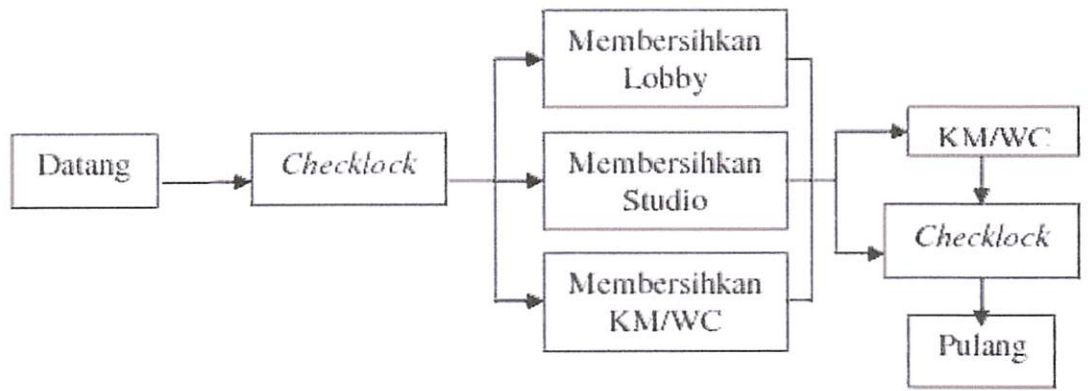 Datang
Checklock
Membersihkan
Lobby
Membersihkan
Studio
Membersihkan
KM/WC
KM/WC
Checklock
Pulang